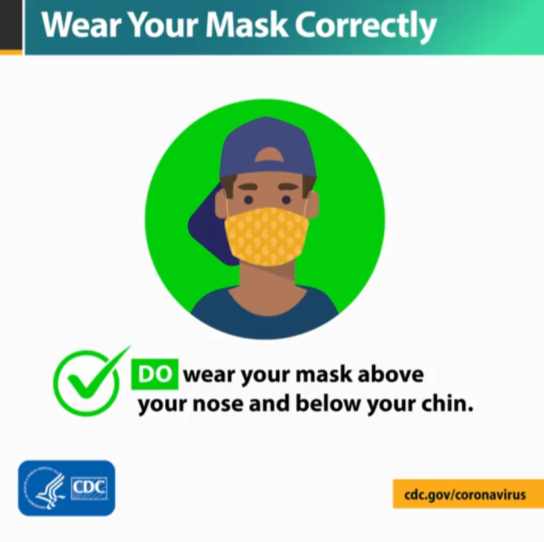 Wear Your Mask Correctly
DO wear your mask above
your nose and below your chin.
CDC
cdc.gov/coronavirus